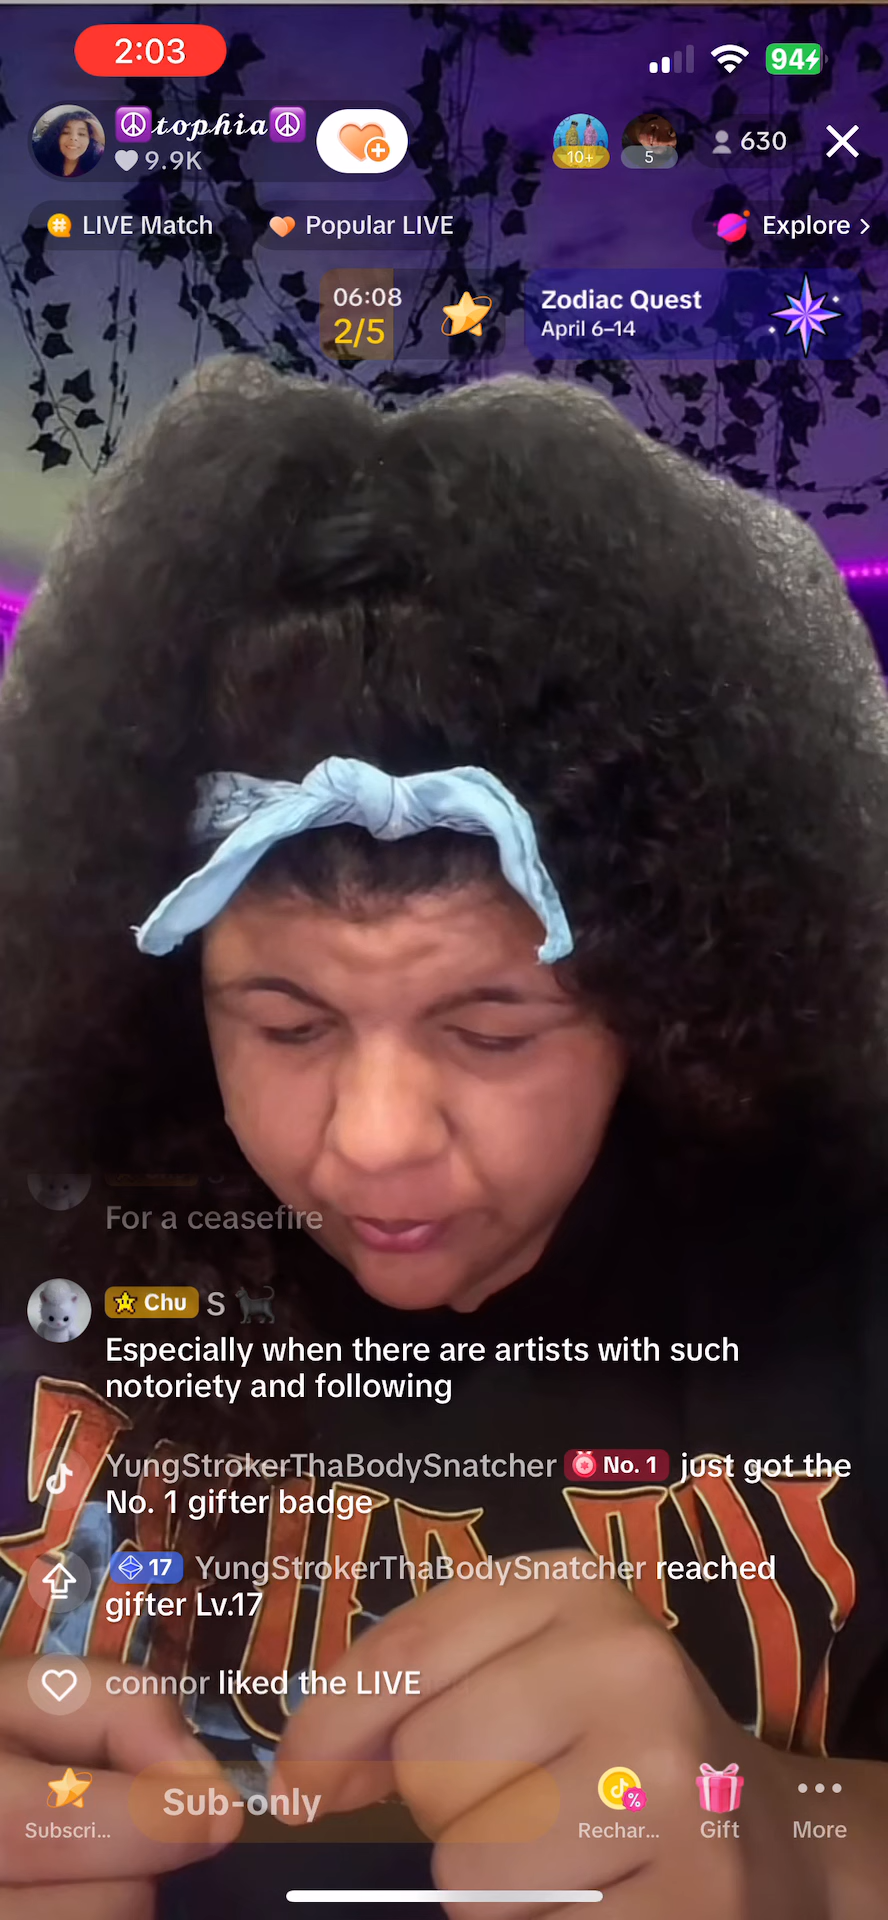 2:03
94
☮️𝓽𝓸𝓹𝓱𝓲𝓪☮️
9.9K
10+
5
630
LIVE Match
Popular LIVE
Explore >
06:08
2/5
Zodiac Quest
April 6–14
For a ceasefire
Chu S 🐈‍⬛
Especially when there are artists with such
notoriety and following
YungStrokerThaBodySnatcher No. 1 just got the
No. 1 gifter badge
17 YungStrokerThaBodySnatcher reached
gifter Lv.17
connor liked the LIVE
Sub-only
Subscri...
Rechar...
Gift
More